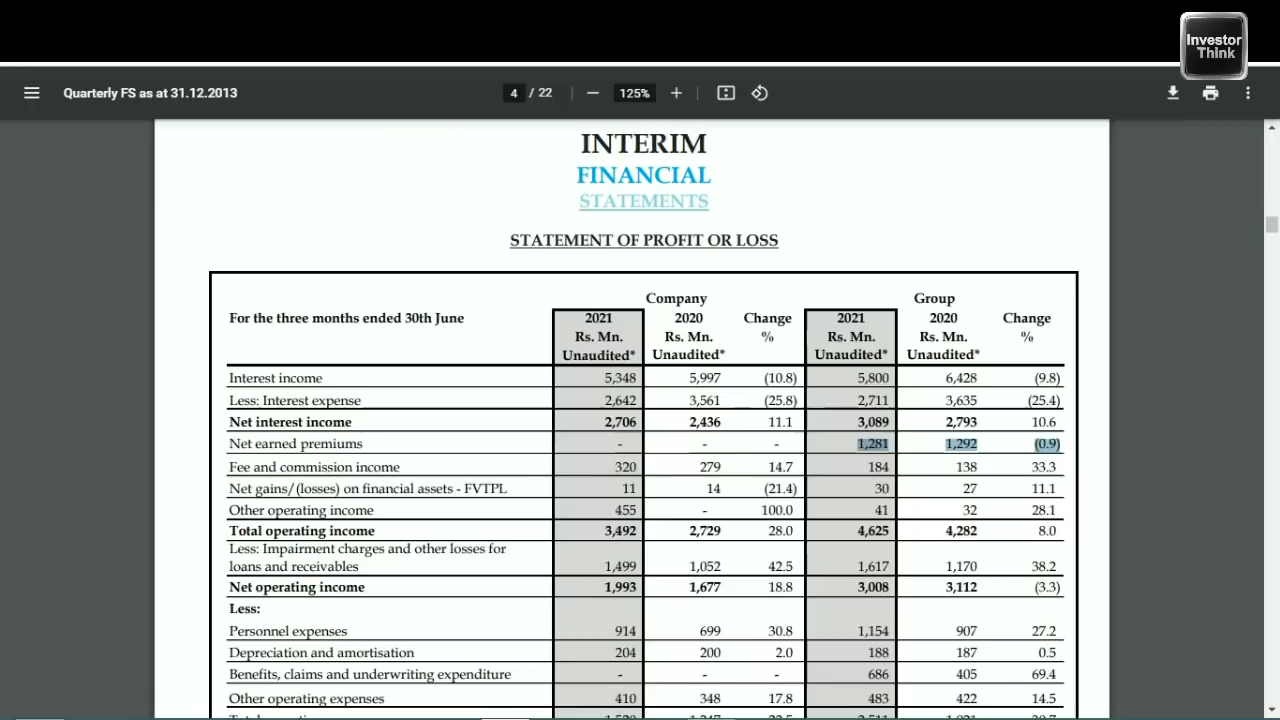 Investor
Think
Quarterly FS as at 31.12.2013 4 / 22 125%
INTERIM
FINANCIAL
STATEMENTS
STATEMENT OF PROFIT OR LOSS
Company Group
For the three months ended 30th June 2021 2020 Change 2021 2020 Change
Rs. Mn. Rs. Mn. % Rs. Mn. Rs. Mn. %
Unaudited* Unaudited* Unaudited* Unaudited*
Interest income 5,348 5,997 (10.8) 5,800 6,428 (9.8)
Less: Interest expense 2,642 3,561 (25.8) 2,711 3,635 (25.4)
Net interest income 2,706 2,436 11.1 3,089 2,793 10.6
Net earned premiums - - - 1,281 1,292 (0.9)
Fee and commission income 320 279 14.7 184 138 33.3
Net gains/(losses) on financial assets - FVTPL 11 14 (21.4) 30 27 11.1
Other operating income 455 - 100.0 41 32 28.1
Total operating income 3,492 2,729 28.0 4,625 4,282 8.0
Less: Impairment charges and other losses for
loans and receivables 1,499 1,052 42.5 1,617 1,170 38.2
Net operating income 1,993 1,677 18.8 3,008 3,112 (3.3)
Less:
Personnel expenses 914 699 30.8 1,154 907 27.2
Depreciation and amortisation 204 200 2.0 188 187 0.5
Benefits, claims and underwriting expenditure - - - 686 405 69.4
Other operating expenses 410 348 17.8 483 422 14.5